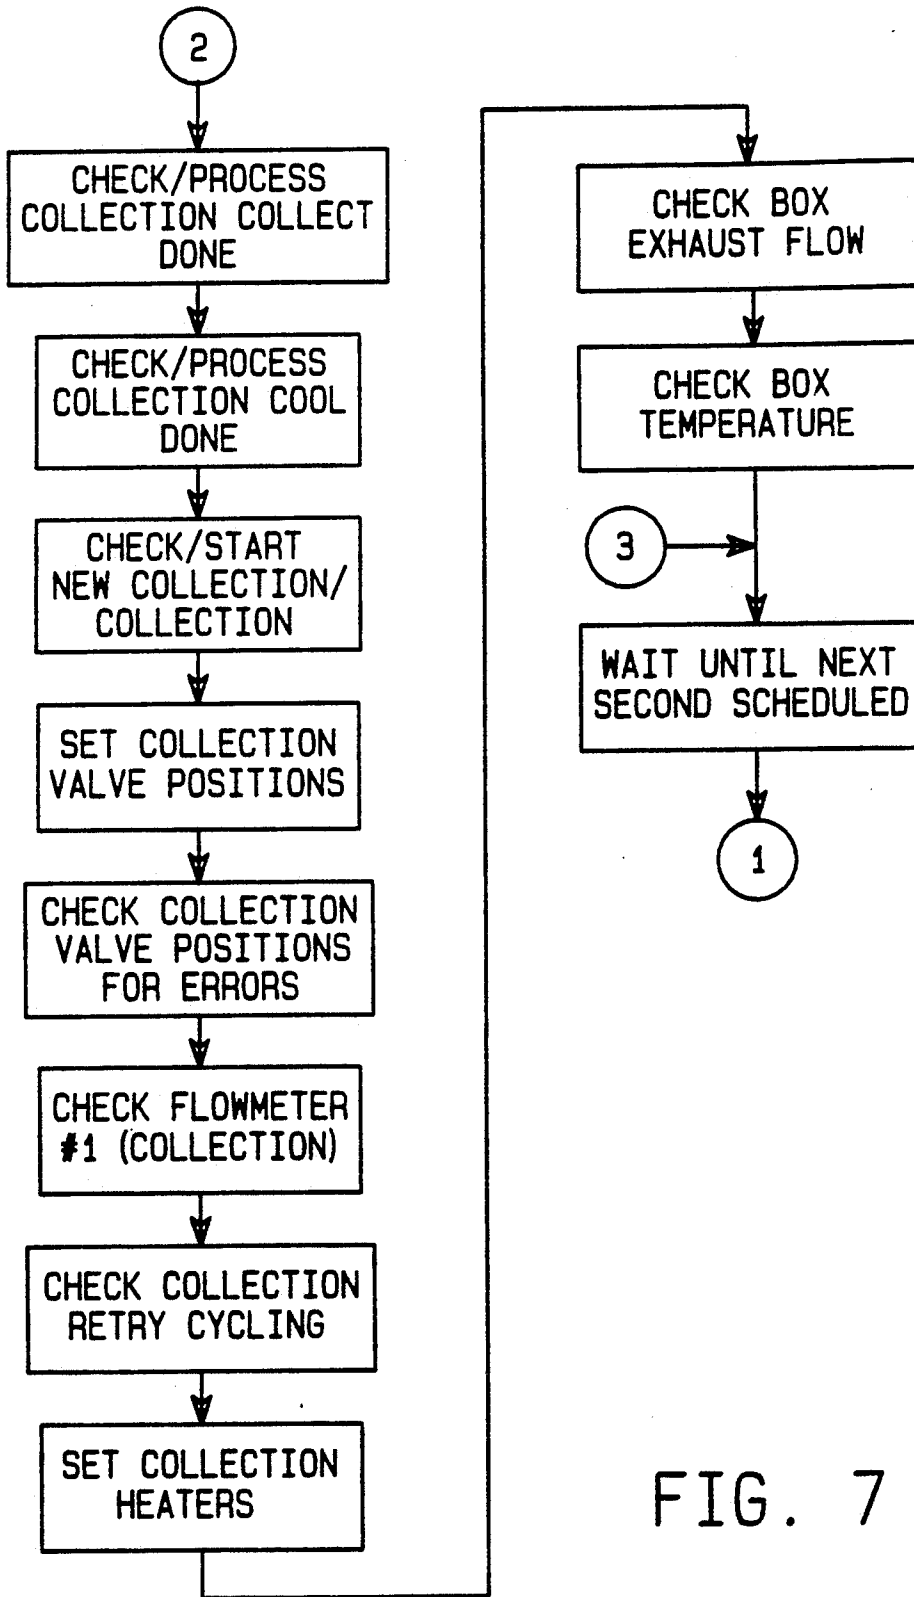 2
CHECK/PROCESS
COLLECTION COLLECT
DONE
CHECK/PROCESS
COLLECTION COOL
DONE
CHECK/START
NEW COLLECTION/
COLLECTION
SET COLLECTION
VALVE POSITIONS
CHECK COLLECTION
VALVE POSITIONS
FOR ERRORS
CHECK FLOWMETER
#1 (COLLECTION)
CHECK COLLECTION
RETRY CYCLING
SET COLLECTION
HEATERS
CHECK BOX
EXHAUST FLOW
CHECK BOX
TEMPERATURE
3
WAIT UNTIL NEXT
SECOND SCHEDULED
1
FIG. 7